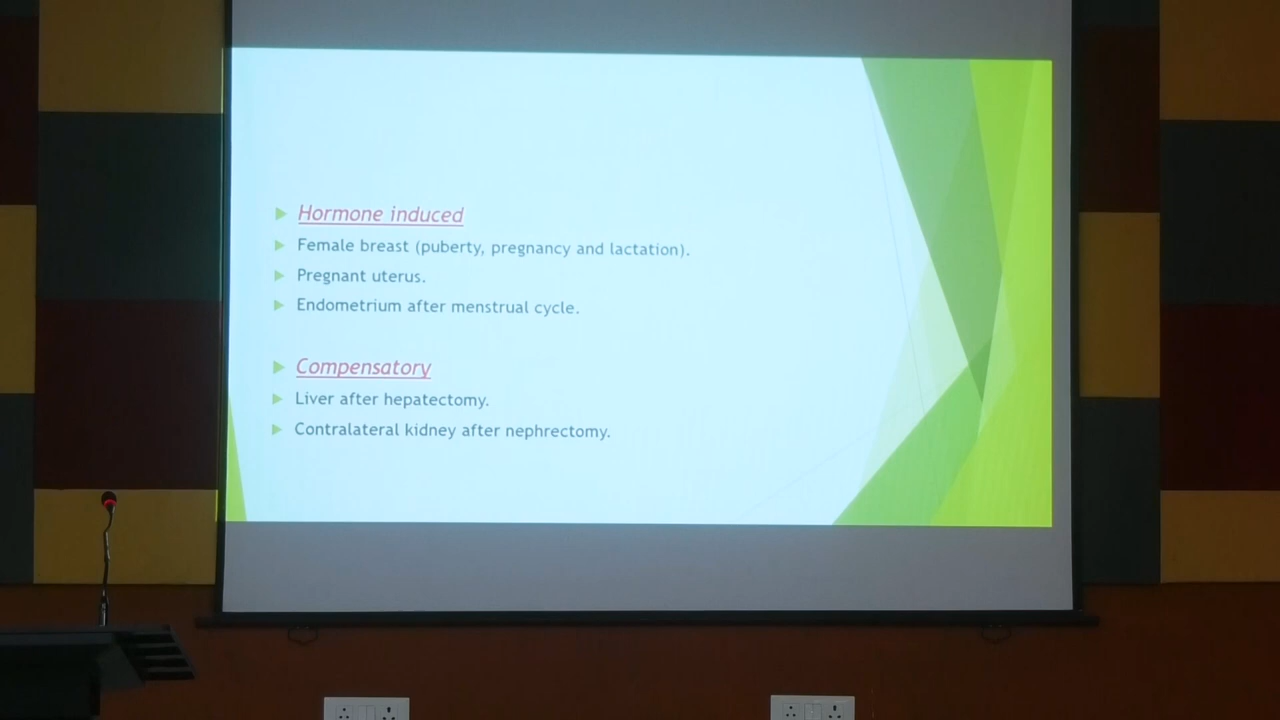 Hormone induced
Female breast (puberty, pregnancy and lactation).
Pregnant uterus.
Endometrium after menstrual cycle.
Compensatory
Liver after hepatectomy.
Contralateral kidney after nephrectomy.